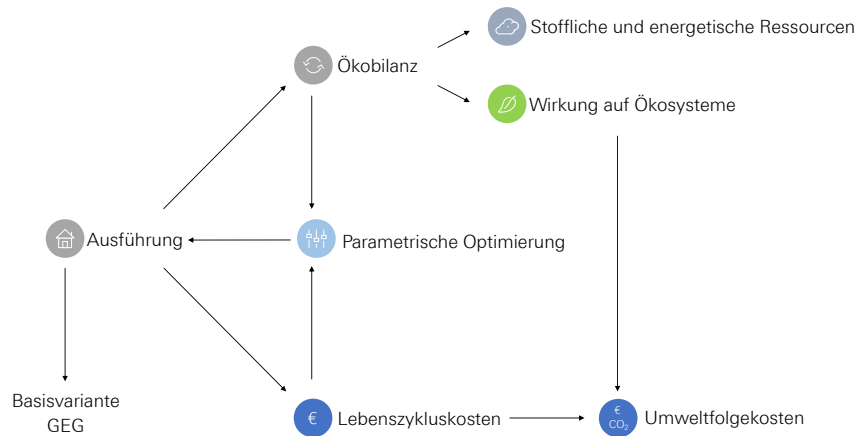 Stoffliche und energetische Ressourcen
Ökobilanz
Wirkung auf Ökosysteme
Ausführung
Parametrische Optimierung
Basisvariante
GEG
€
Lebenszykluskosten
€
CO₂
Umweltfolgekosten